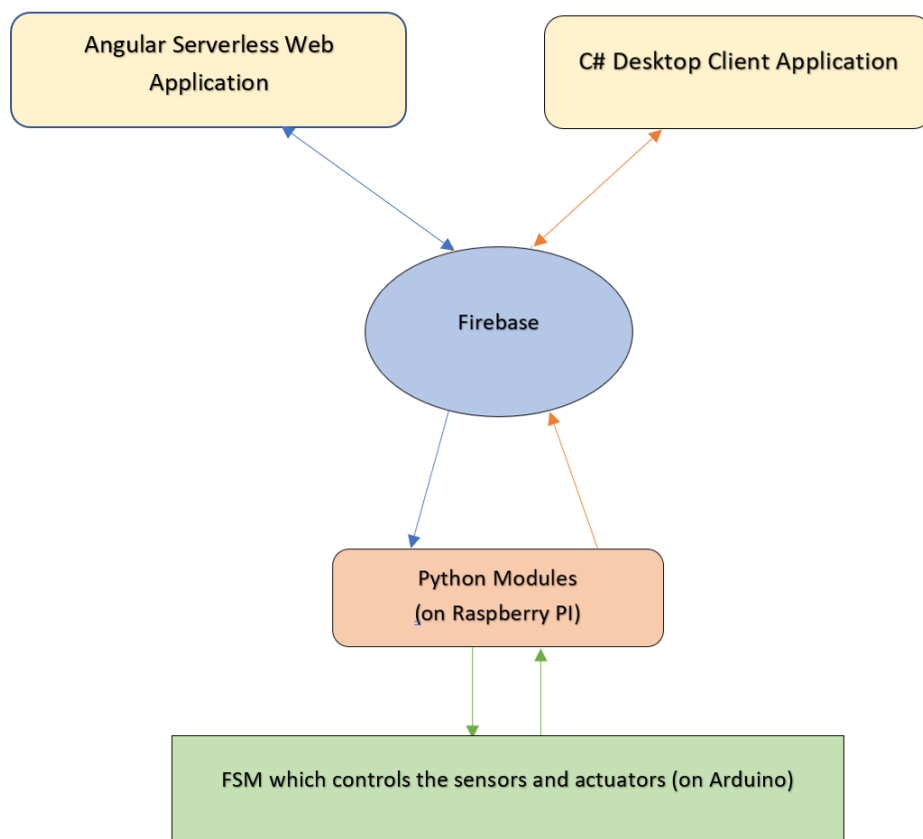 Angular Serverless Web
Application
C# Desktop Client Application
Firebase
Python Modules
(on Raspberry PI)
FSM which controls the sensors and actuators (on Arduino)